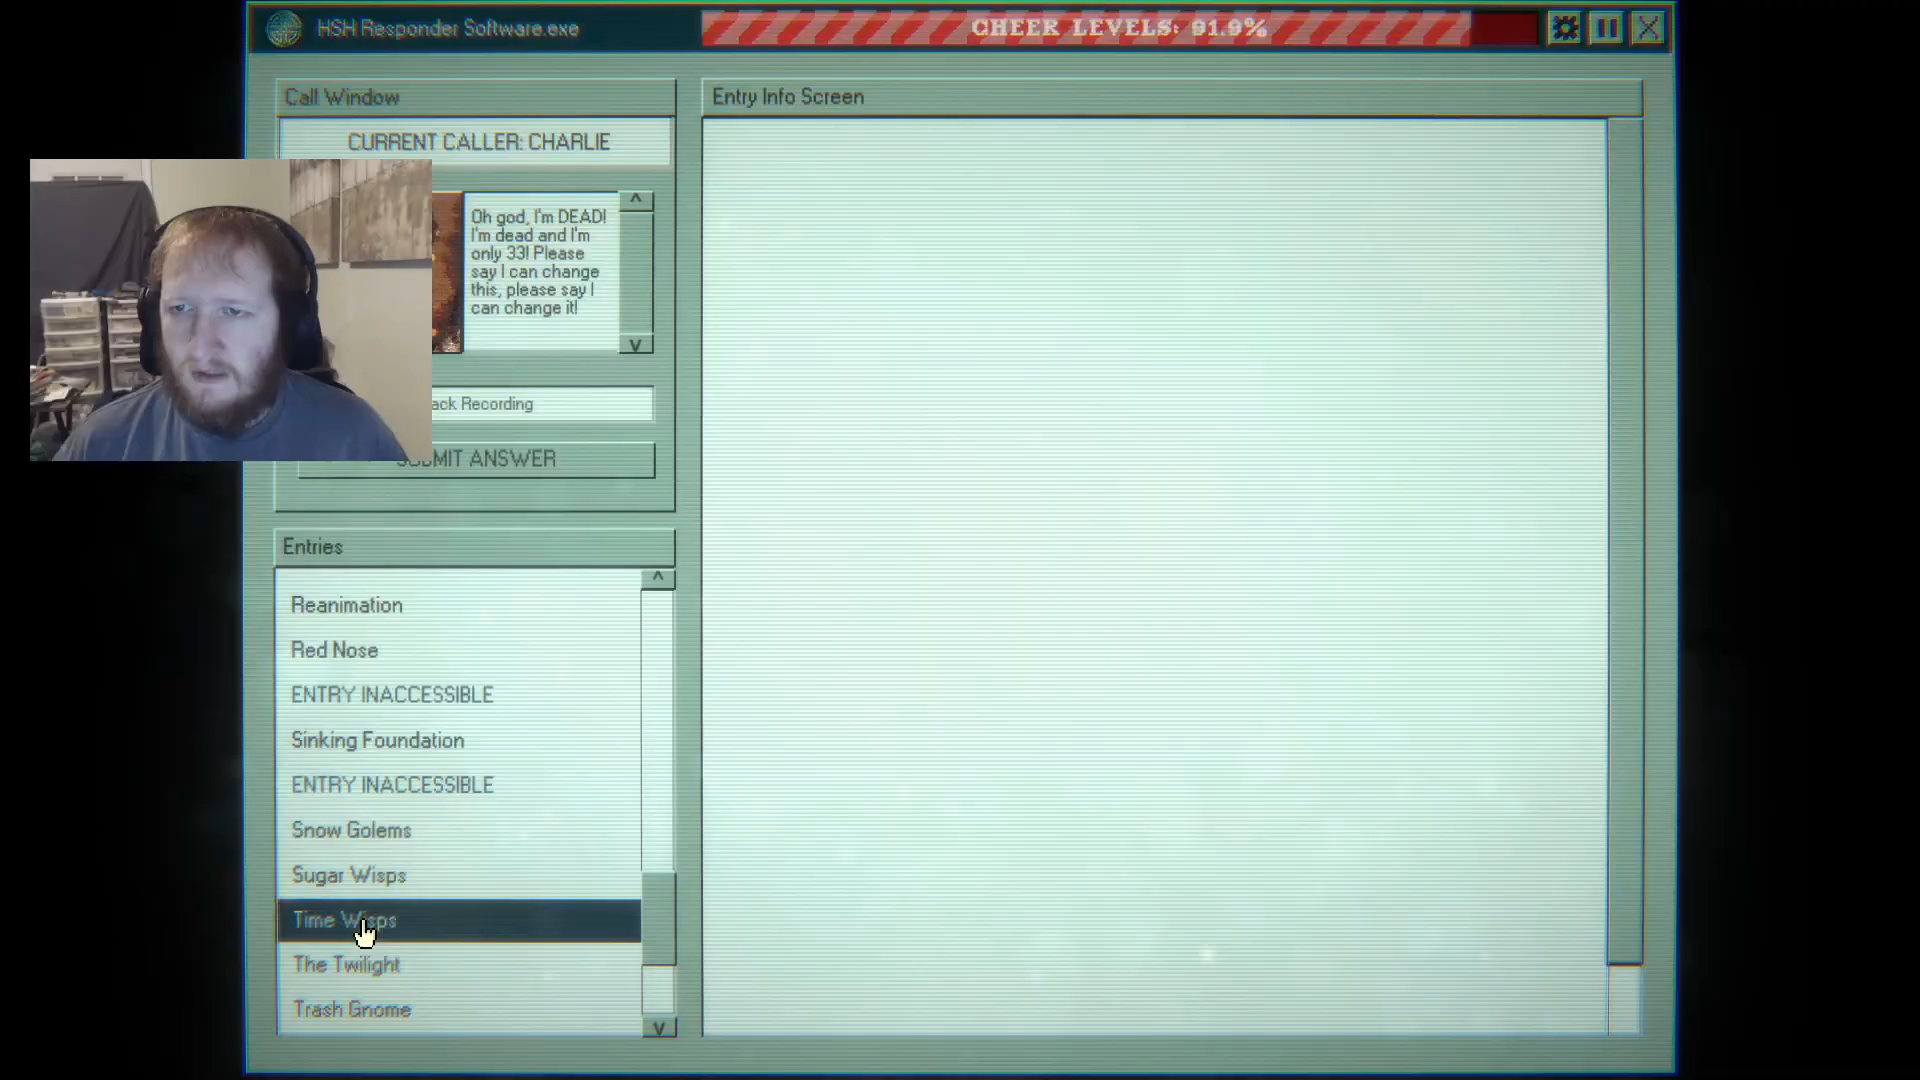 HSH Responder Software.exe
CHEER LEVELS: 91.9%
Call Window
CURRENT CALLER: CHARLIE
Oh god, I'm DEAD!
I'm dead and I'm
only 33! Please
say I can change
this, please say I
can change it!
Recording
SUBMIT ANSWER
Entries
Reanimation
Red Nose
ENTRY INACCESSIBLE
Sinking Foundation
ENTRY INACCESSIBLE
Snow Golems
Sugar Wisps
Time Wisps
The Twilight
Trash Gnome
Entry Info Screen